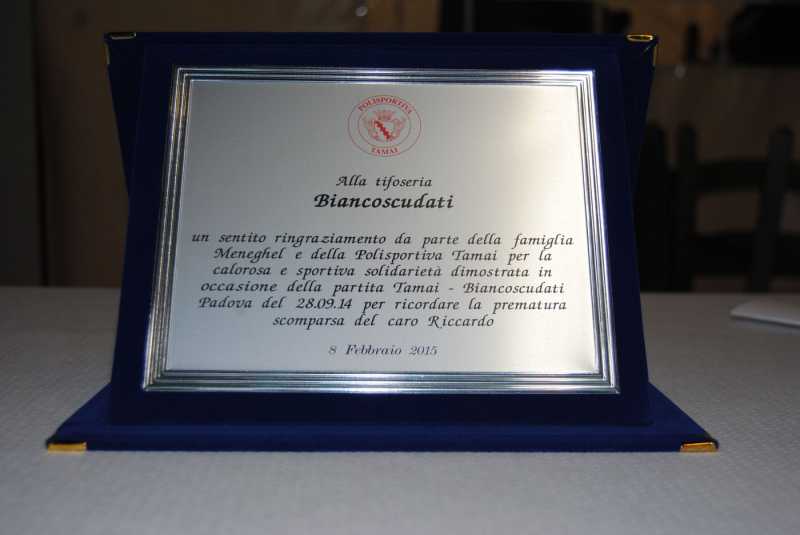 POLISPORTIVA
TAMAI
Alla tifoseria
Biancoscudati
un sentito ringraziamento da parte della famiglia
Meneghel e della Polisportiva Tamai per la
calorosa e sportiva solidarietà dimostrata in
occasione della partita Tamai - Biancoscudati
Padova del 28.09.14 per ricordare la prematura
scomparsa del caro Riccardo
8 Febbraio 2015